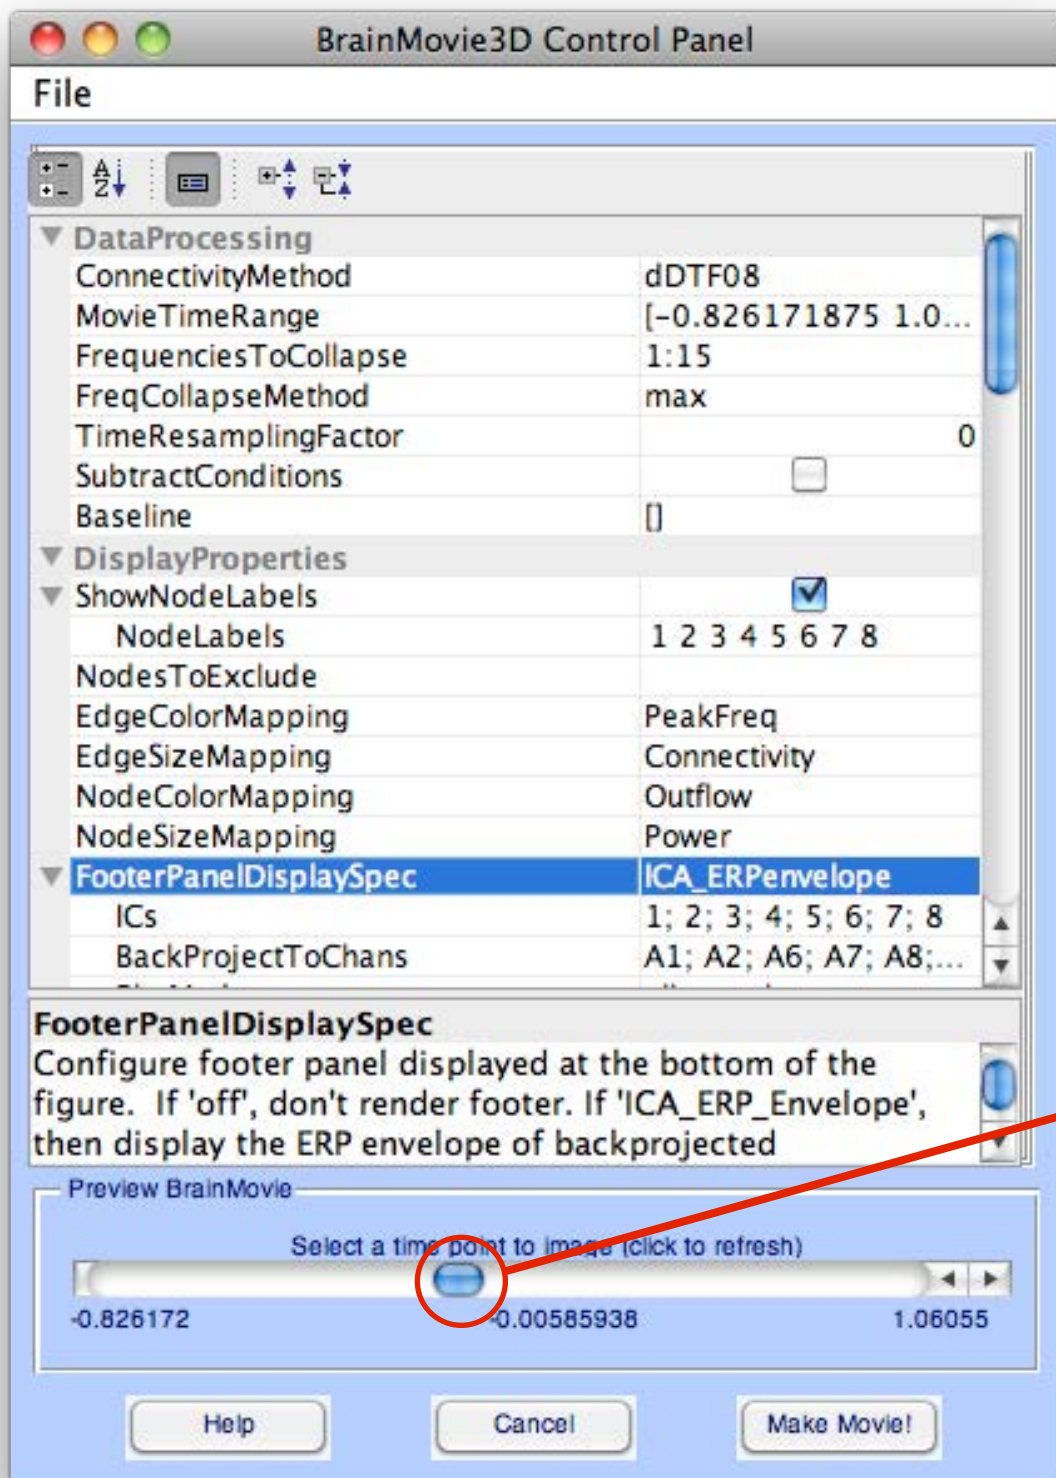 BrainMovie3D Control Panel
File
DataProcessing
ConnectivityMethod dDTF08
MovieTimeRange [-0.826171875 1.0...
FrequenciesToCollapse 1:15
FreqCollapseMethod max
TimeResamplingFactor 0
SubtractConditions
Baseline []
DisplayProperties
ShowNodeLabels
NodeLabels 1 2 3 4 5 6 7 8
NodesToExclude
EdgeColorMapping PeakFreq
EdgeSizeMapping Connectivity
NodeColorMapping Outflow
NodeSizeMapping Power
FooterPanelDisplaySpec ICA_ERPenvelope
ICs 1; 2; 3; 4; 5; 6; 7; 8
BackProjectToChans A1; A2; A6; A7; A8;...
FooterPanelDisplaySpec
Configure footer panel displayed at the bottom of the
figure. If 'off', don't render footer. If 'ICA_ERP_Envelope',
then display the ERP envelope of backprojected
Preview BrainMovie
Select a time point to image (click to refresh)
-0.826172 -0.00585938 1.06055
Help Cancel Make Movie!